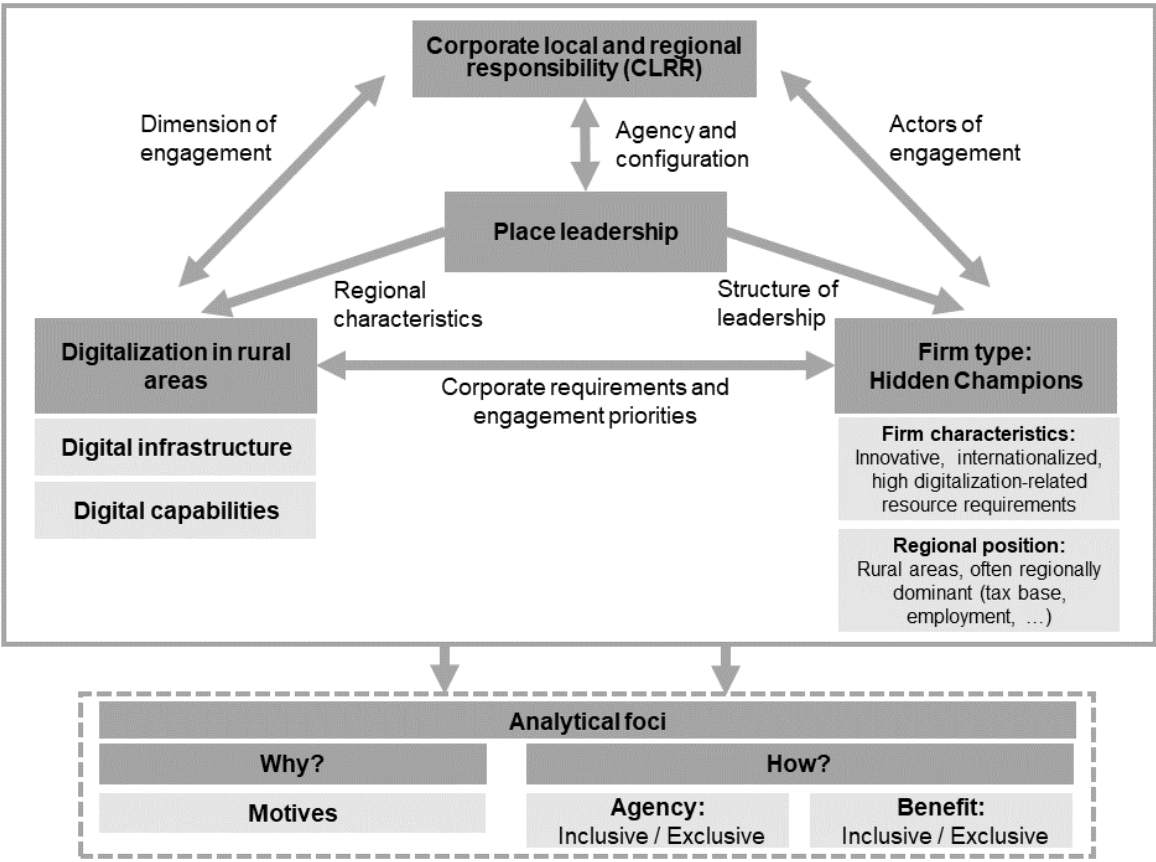 Corporate local and regional
responsibility (CLRR)
Dimension of
engagement
Agency and
configuration
Actors of
engagement
Place leadership
Regional
characteristics
Structure of
leadership
Digitalization in rural
areas
Corporate requirements and
engagement priorities
Firm type:
Hidden Champions
Digital infrastructure
Digital capabilities
Firm characteristics:
Innovative, internationalized,
high digitalization-related
resource requirements
Regional position:
Rural areas, often regionally
dominant (tax base,
employment, …)
Analytical foci
Why?
How?
Motives
Agency:
Inclusive / Exclusive
Benefit:
Inclusive / Exclusive